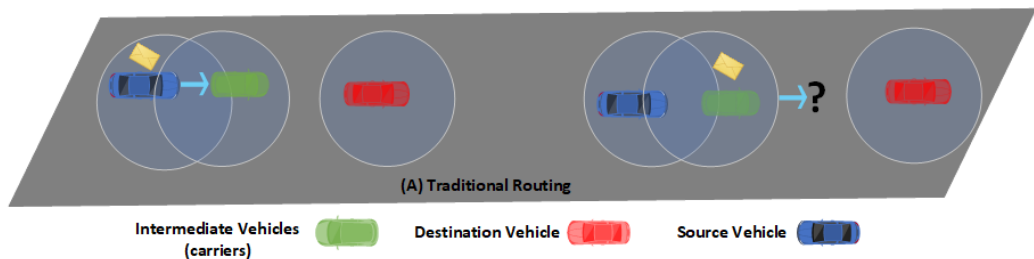 ?
(A) Traditional Routing
Intermediate Vehicles
(carriers)
Destination Vehicle
Source Vehicle